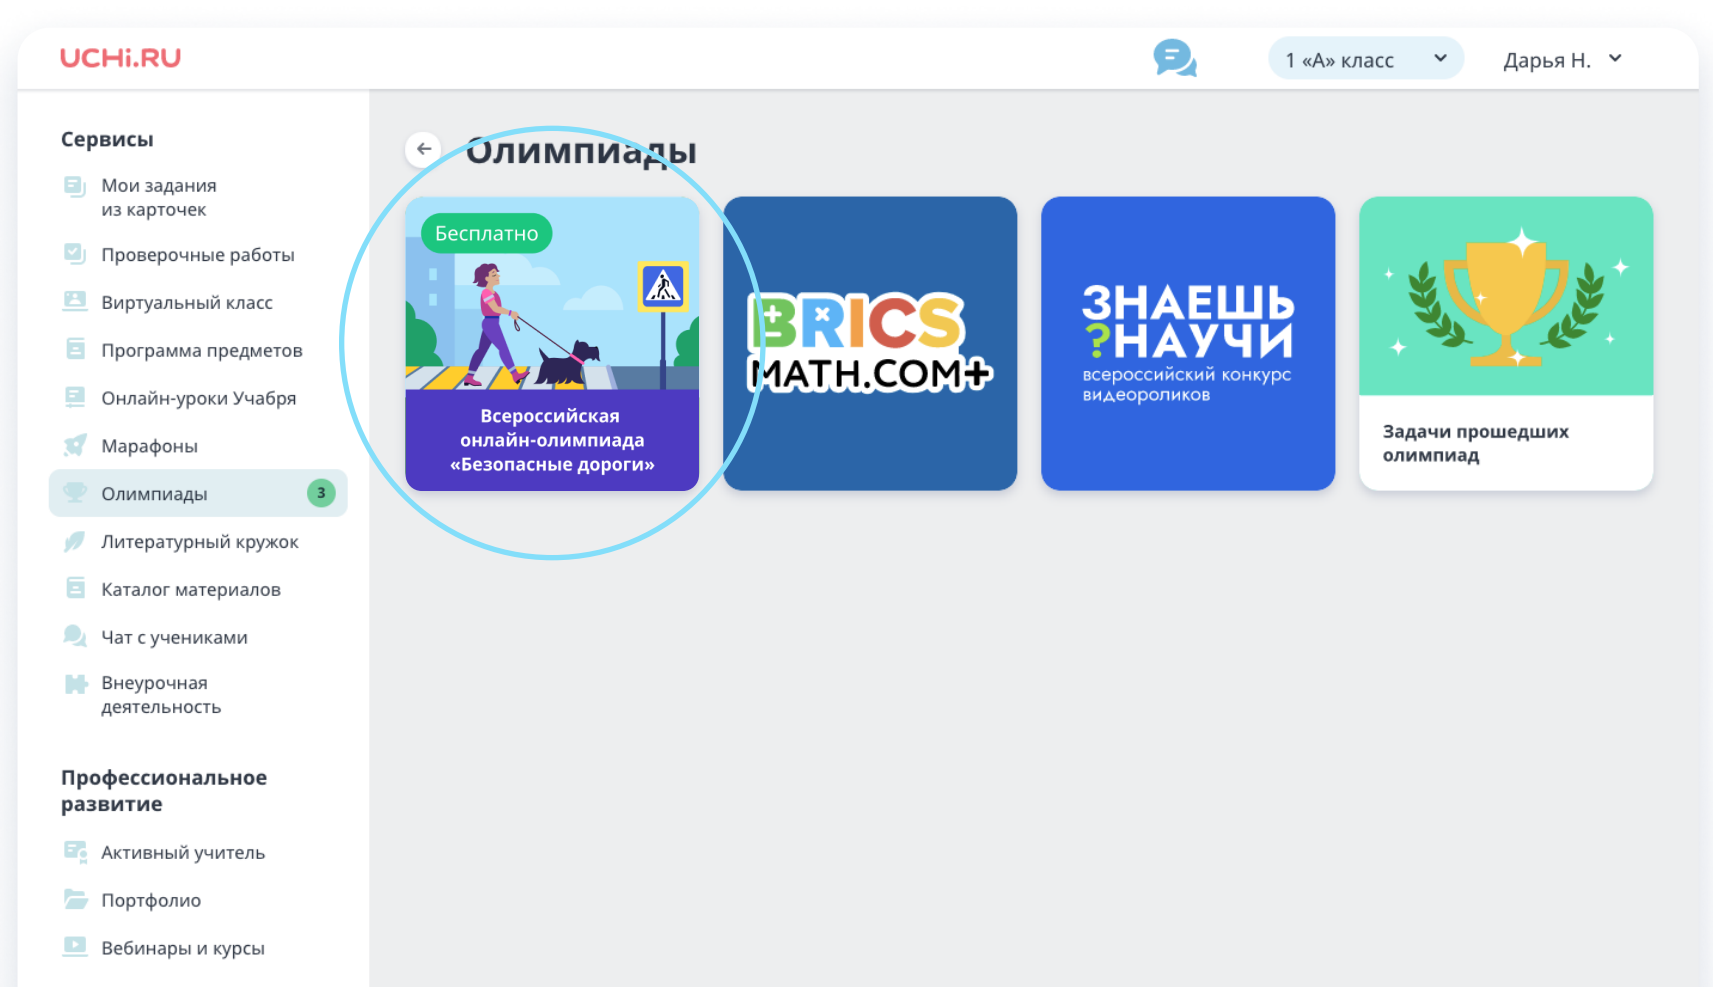 UCHi.RU
1 «А» класс
Дарья Н.
Сервисы
Мои задания
из карточек
Проверочные работы
Виртуальный класс
Программа предметов
Онлайн-уроки Учабря
Марафоны
Олимпиады
3
Литературный кружок
Каталог материалов
Чат с учениками
Внеурочная
деятельность
Профессиональное
развитие
Активный учитель
Портфолио
Вебинары и курсы
Олимпиады
Бесплатно
Всероссийская
онлайн-олимпиада
«Безопасные дороги»
BRICS
MATH.COM+
ЗНАЕШЬ
?НАУЧИ
всероссийский конкурс
видеороликов
Задачи прошедших
олимпиад